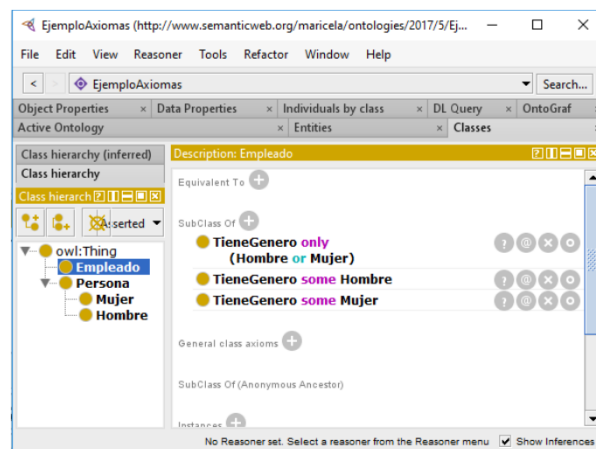 EjemploAxiomas (http://www.semanticweb.org/maricela/ontologies/2017/5/Ej...
File Edit View Reasoner Tools Refactor Window Help
< > EjemploAxiomas Search...
Object Properties × Data Properties × Individuals by class × DL Query × OntoGraf
Active Ontology × Entities × Classes
Class hierarchy (inferred)
Class hierarchy
Description: Empleado
Class hierarch
Equivalent To
serted
SubClass Of
owl:Thing
TieneGenero only
Empleado
(Hombre or Mujer)
Persona
TieneGenero some Hombre
Mujer
TieneGenero some Mujer
Hombre
General class axioms
SubClass Of (Anonymous Ancestor)
Instances
No Reasoner set. Select a reasoner from the Reasoner menu Show Inferences